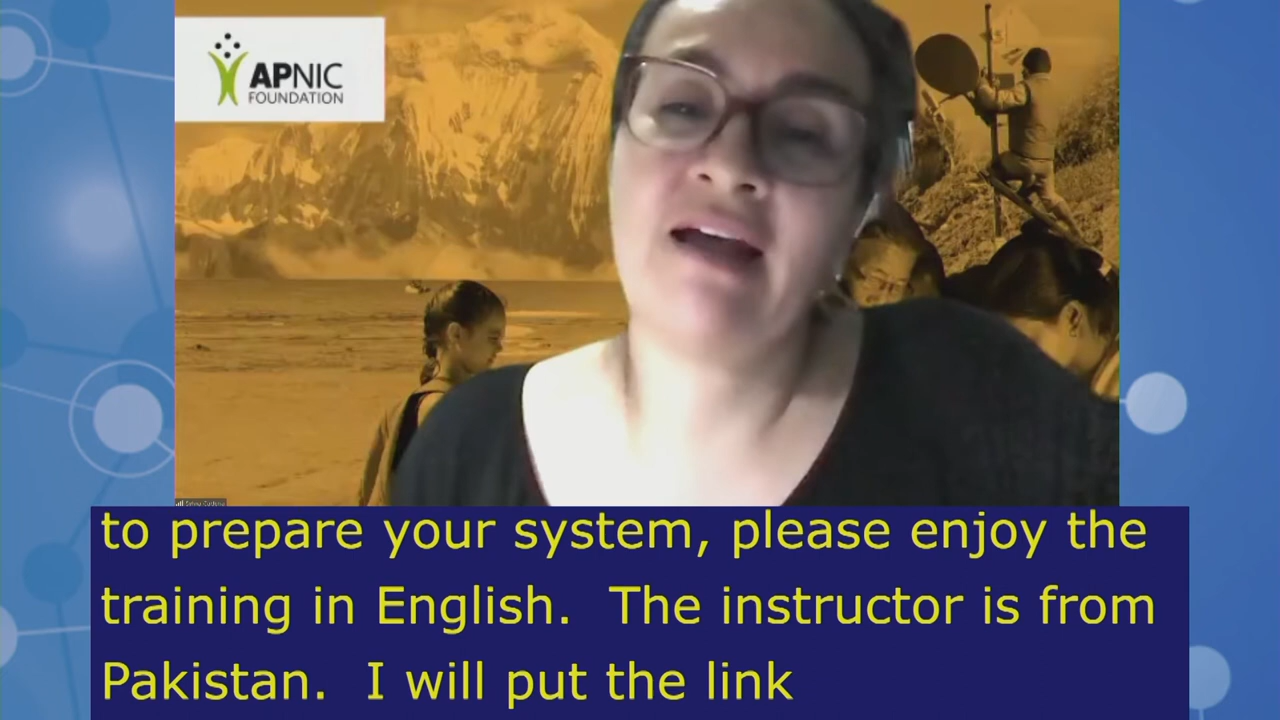 APNIC
FOUNDATION
to prepare your system, please enjoy the
training in English.  The instructor is from
Pakistan.  I will put the link